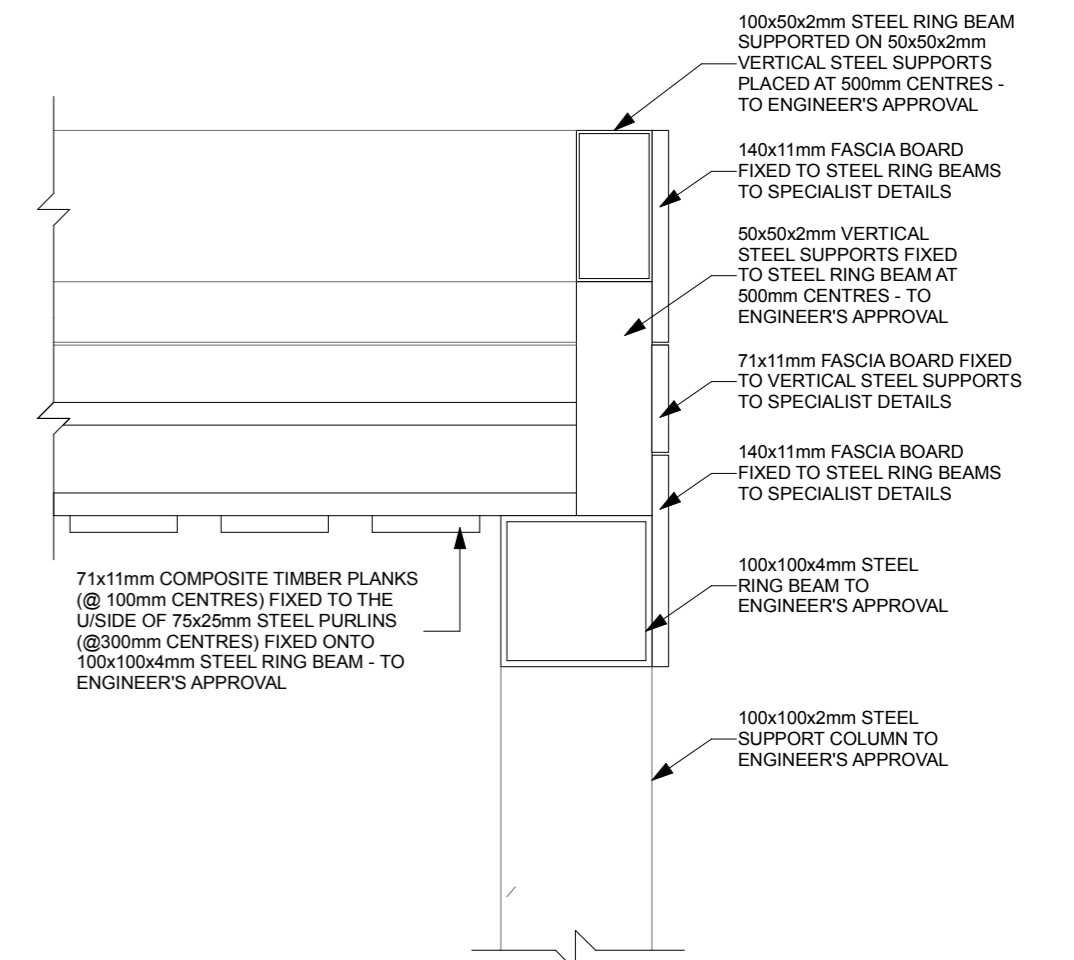 100x50x2mm STEEL RING BEAM
SUPPORTED ON 50x50x2mm
VERTICAL STEEL SUPPORTS
PLACED AT 500mm CENTRES -
TO ENGINEER'S APPROVAL
140x11mm FASCIA BOARD
FIXED TO STEEL RING BEAMS
TO SPECIALIST DETAILS
50x50x2mm VERTICAL
STEEL SUPPORTS FIXED
TO STEEL RING BEAM AT
500mm CENTRES - TO
ENGINEER'S APPROVAL
71x11mm FASCIA BOARD FIXED
TO VERTICAL STEEL SUPPORTS
TO SPECIALIST DETAILS
140x11mm FASCIA BOARD
FIXED TO STEEL RING BEAMS
TO SPECIALIST DETAILS
100x100x4mm STEEL
RING BEAM TO
ENGINEER'S APPROVAL
71x11mm COMPOSITE TIMBER PLANKS
(@ 100mm CENTRES) FIXED TO THE
U/SIDE OF 75x25mm STEEL PURLINS
(@300mm CENTRES) FIXED ONTO
100x100x4mm STEEL RING BEAM - TO
ENGINEER'S APPROVAL
100x100x2mm STEEL
SUPPORT COLUMN TO
ENGINEER'S APPROVAL